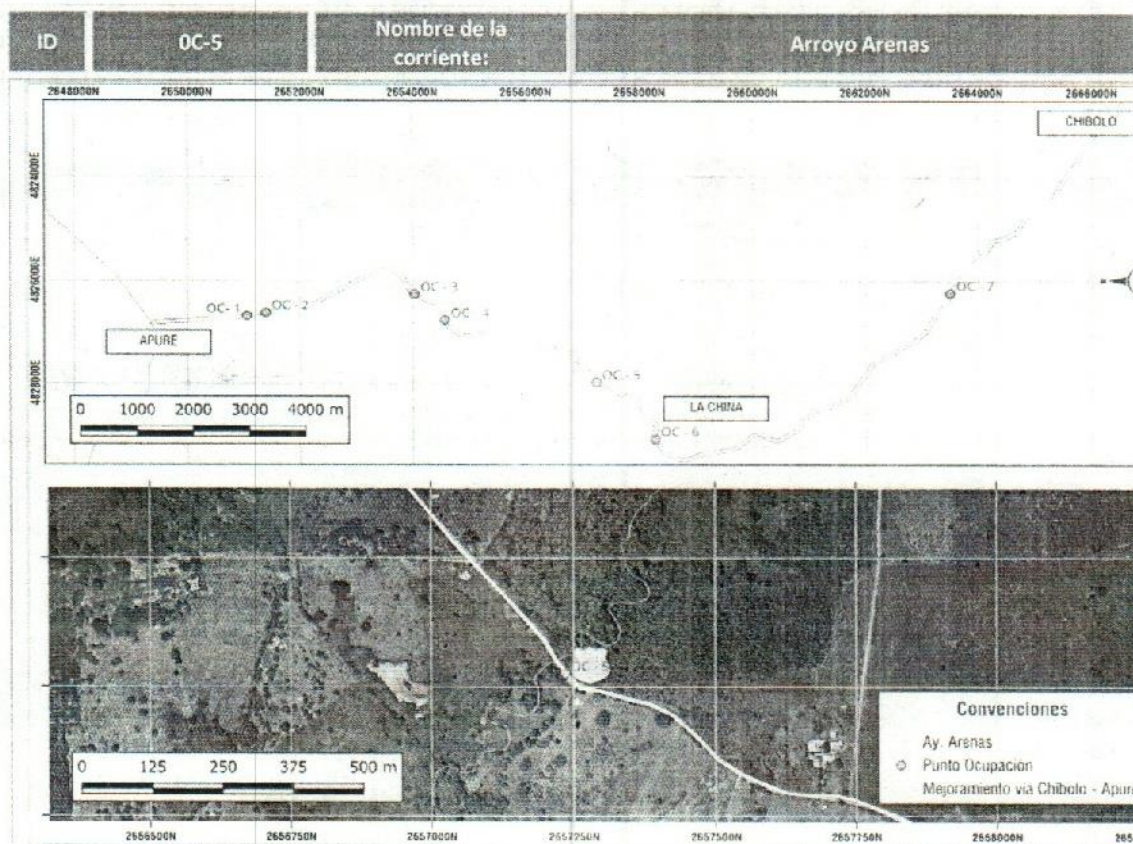 ID
0C-5
Nombre de la
corriente:
Arroyo Arenas
2648000N 2650000N 2652000N 2654000N 2656000N 2658000N 2660000N 2662000N 2664000N 2666000N
CHIBOLO
4824000E
4826000E
4828000E
OC- 1
OC - 2
OC - 3
OC - 4
OC - 5
OC - 6
OC - 7
APURE
LA CHINA
0 1000 2000 3000 4000 m
OC - 5
Convenciones
Ay. Arenas
Punto Ocupación
Mejoramiento via Chibolo - Apure
0 125 250 375 500 m
2656500N 2656750N 2657000N 2657250N 2657500N 2657750N 2658000N